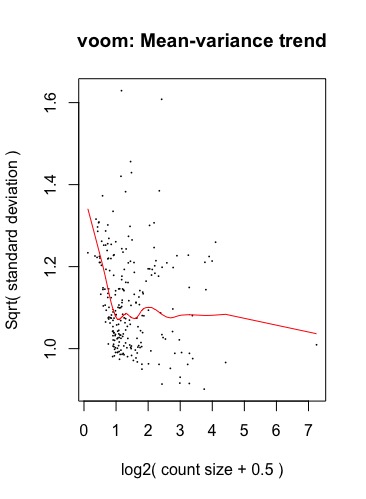 voom: Mean-variance trend
Sqrt( standard deviation )
1.6
1.4
1.2
1.0
0 1 2 3 4 5 6 7
log2( count size + 0.5 )